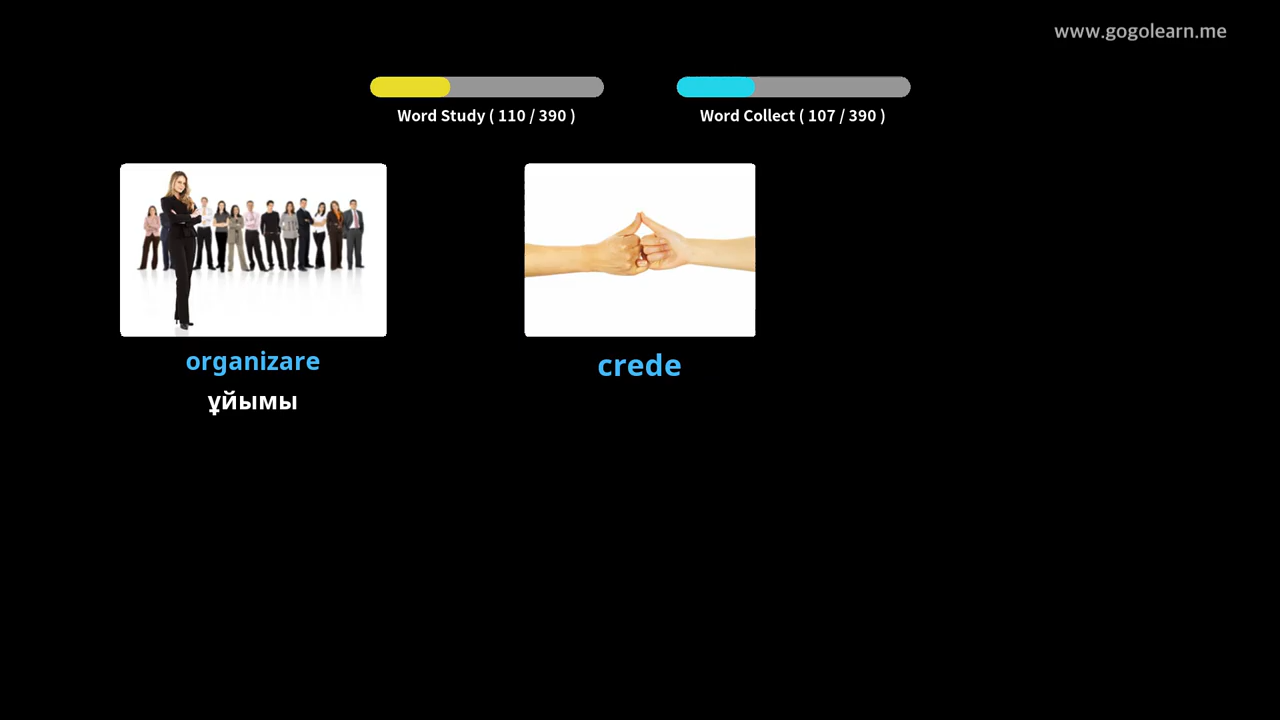 www.gogolearn.me
Word Study ( 110 / 390 )
Word Collect ( 107 / 390 )
organizare
crede
ұйымы